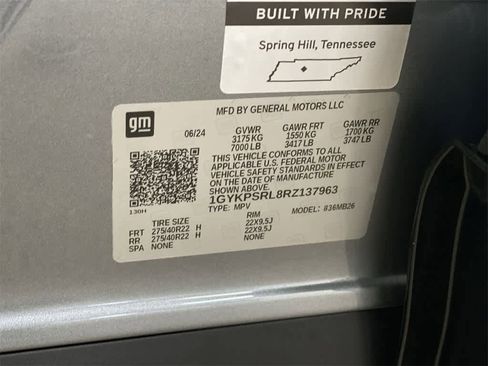 BUILT WITH PRIDE
Spring Hill, Tennessee
gm
MFD BY GENERAL MOTORS LLC
06/24 GVWR GAWR FRT GAWR RR
3175 KG 1550 KG 1700 KG
7000 LB 3417 LB 3747 LB
THIS VEHICLE CONFORMS TO ALL
APPLICABLE U.S. FEDERAL MOTOR
VEHICLE SAFETY STANDARDS IN EFFECT
ON THE DATE OF MANUFACTURE
1GYKPSRL8RZ137963
130H TYPE: MPV MODEL: 836MB26
TIRE SIZE RIM
FRT 275/40R22 H 22X9.5J
RR 275/40R22 H 22X9.5J
SPA NONE NONE